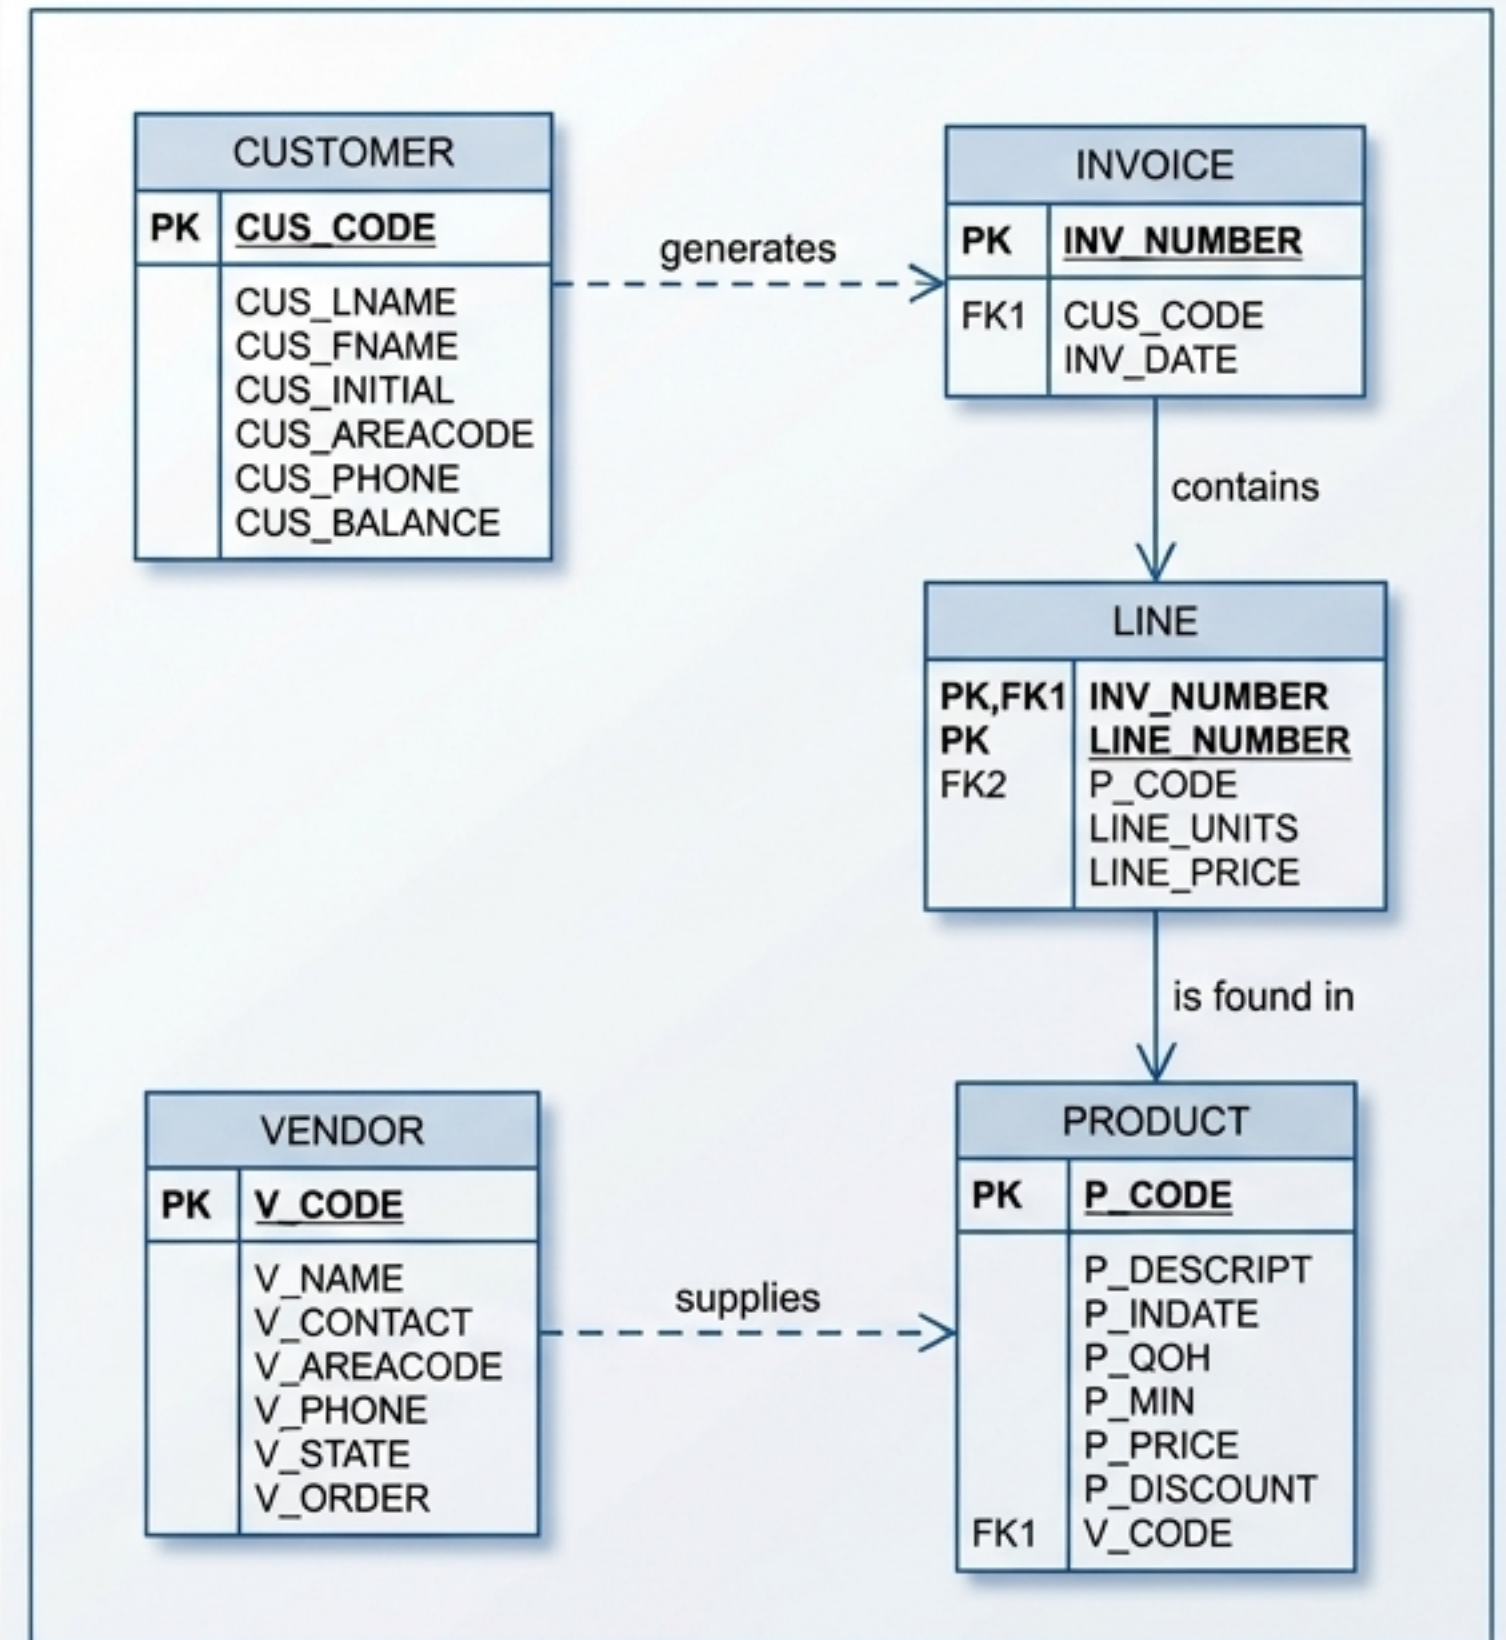 CUSTOMER
PK CUS_CODE
CUS_LNAME
CUS_FNAME
CUS_INITIAL
CUS_AREACODE
CUS_PHONE
CUS_BALANCE
generates
INVOICE
PK INV_NUMBER
FK1 CUS_CODE
INV_DATE
contains
LINE
PK,FK1 INV_NUMBER
PK LINE_NUMBER
FK2 P_CODE
LINE_UNITS
LINE_PRICE
is found in
VENDOR
PK V_CODE
V_NAME
V_CONTACT
V_AREACODE
V_PHONE
V_STATE
V_ORDER
supplies
PRODUCT
PK P_CODE
P_DESCRIPT
P_INDATE
P_QOH
P_MIN
P_PRICE
P_DISCOUNT
FK1 V_CODE